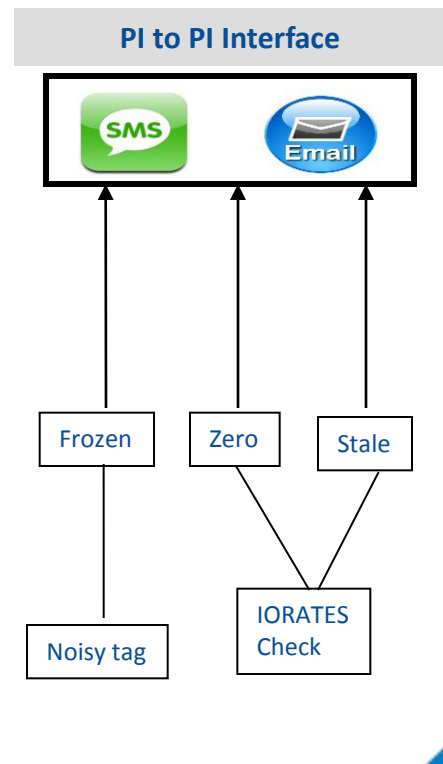 PI to PI Interface
SMS
Email
Frozen
Zero
Stale
IORATES
Check
Noisy tag